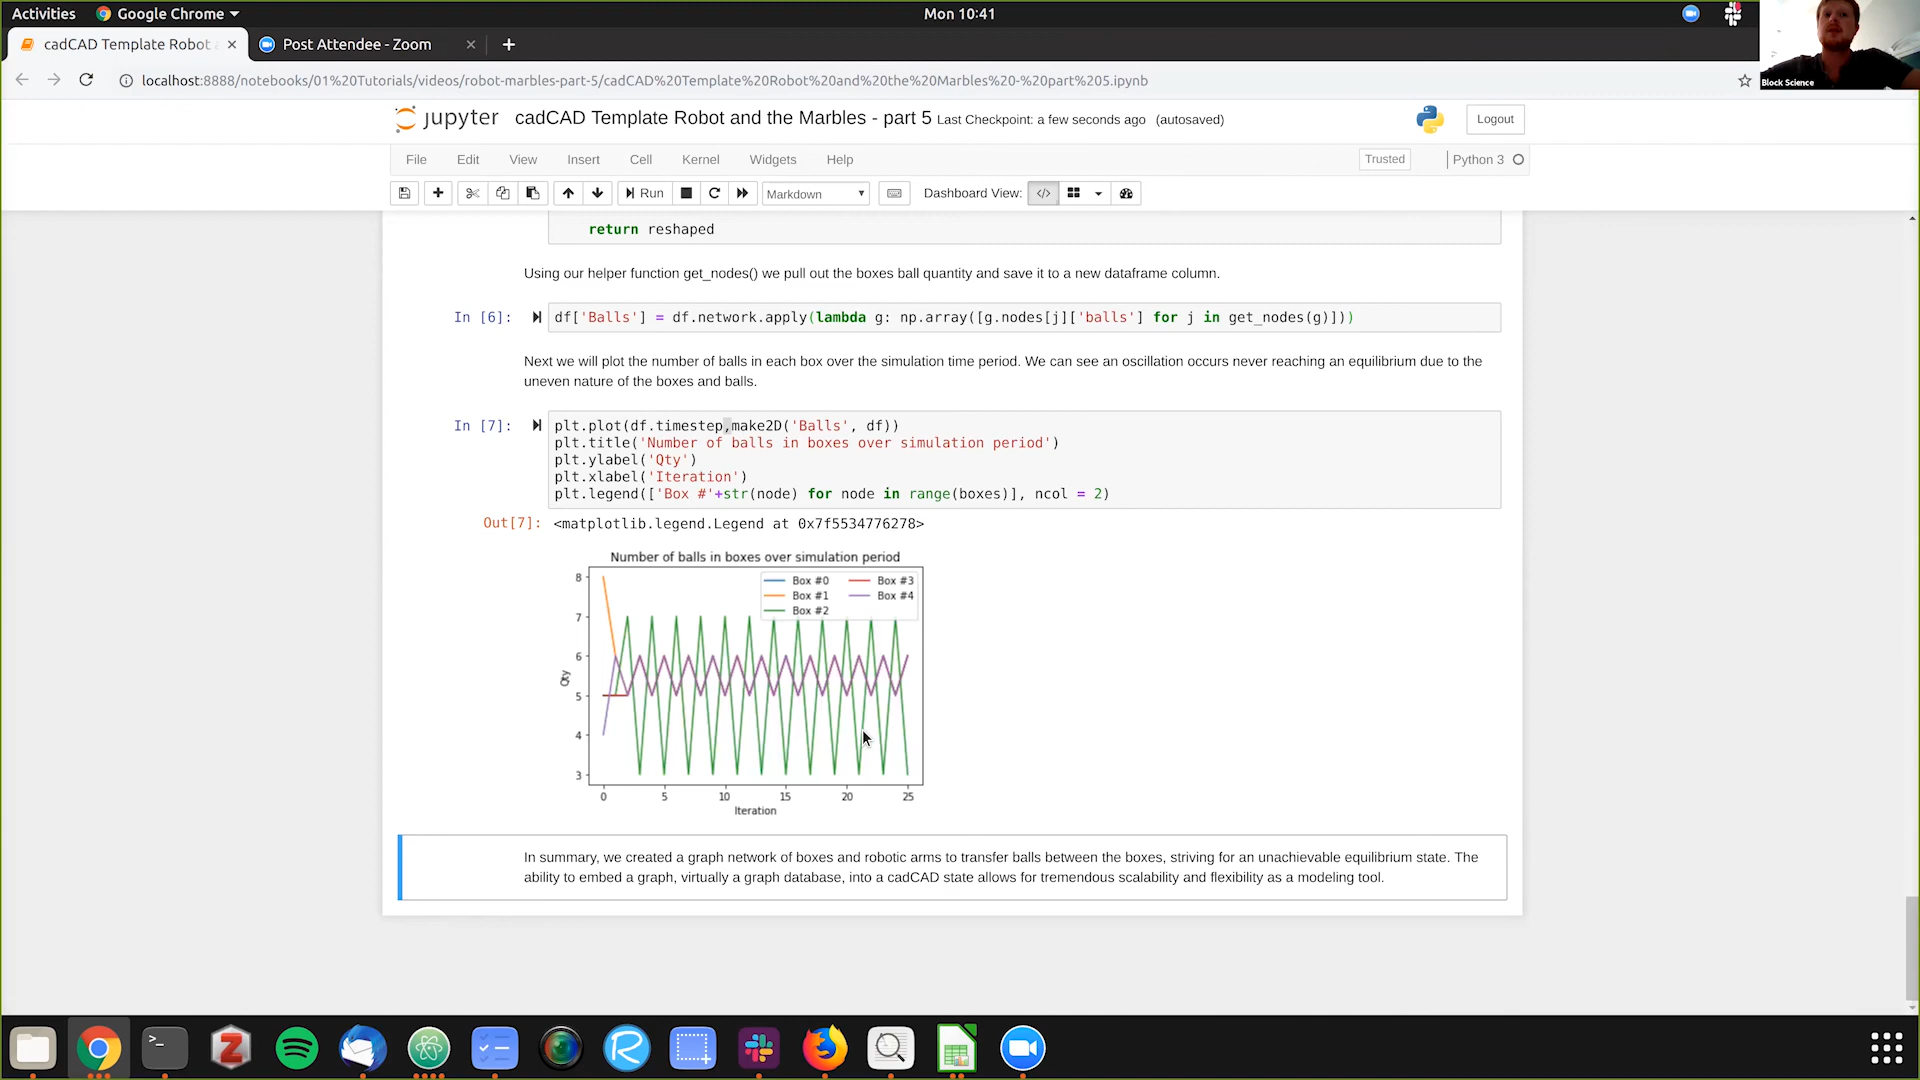 Activities Google Chrome Mon 10:41
cadCAD Template Robot Post Attendee - Zoom
localhost:8888/notebooks/01%20Tutorials/videos/robot-marbles-part-5/cadCAD%20Template%20Robot%20and%20the%20Marbles%20-%20part%205.ipynb
Block Science
jupyter cadCAD Template Robot and the Marbles - part 5 Last Checkpoint: a few seconds ago (autosaved) Logout
File Edit View Insert Cell Kernel Widgets Help Trusted Python 3
Run Markdown Dashboard View:
return reshaped
Using our helper function get_nodes() we pull out the boxes ball quantity and save it to a new dataframe column.
In [6]: df['Balls'] = df.network.apply(lambda g: np.array([g.nodes[j]['balls'] for j in get_nodes(g)]))
Next we will plot the number of balls in each box over the simulation time period. We can see an oscillation occurs never reaching an equilibrium due to the
uneven nature of the boxes and balls.
In [7]: plt.plot(df.timestep,make2D('Balls', df))
plt.title('Number of balls in boxes over simulation period')
plt.ylabel('Qty')
plt.xlabel('Iteration')
plt.legend(['Box #'+str(node) for node in range(boxes)], ncol = 2)
Out[7]: <matplotlib.legend.Legend at 0x7f5534776278>
Number of balls in boxes over simulation period
8
7
6
5
4
3
Qty
Box #0 Box #3
Box #1 Box #4
Box #2
0 5 10 15 20 25
Iteration
In summary, we created a graph network of boxes and robotic arms to transfer balls between the boxes, striving for an unachievable equilibrium state. The
ability to embed a graph, virtually a graph database, into a cadCAD state allows for tremendous scalability and flexibility as a modeling tool.